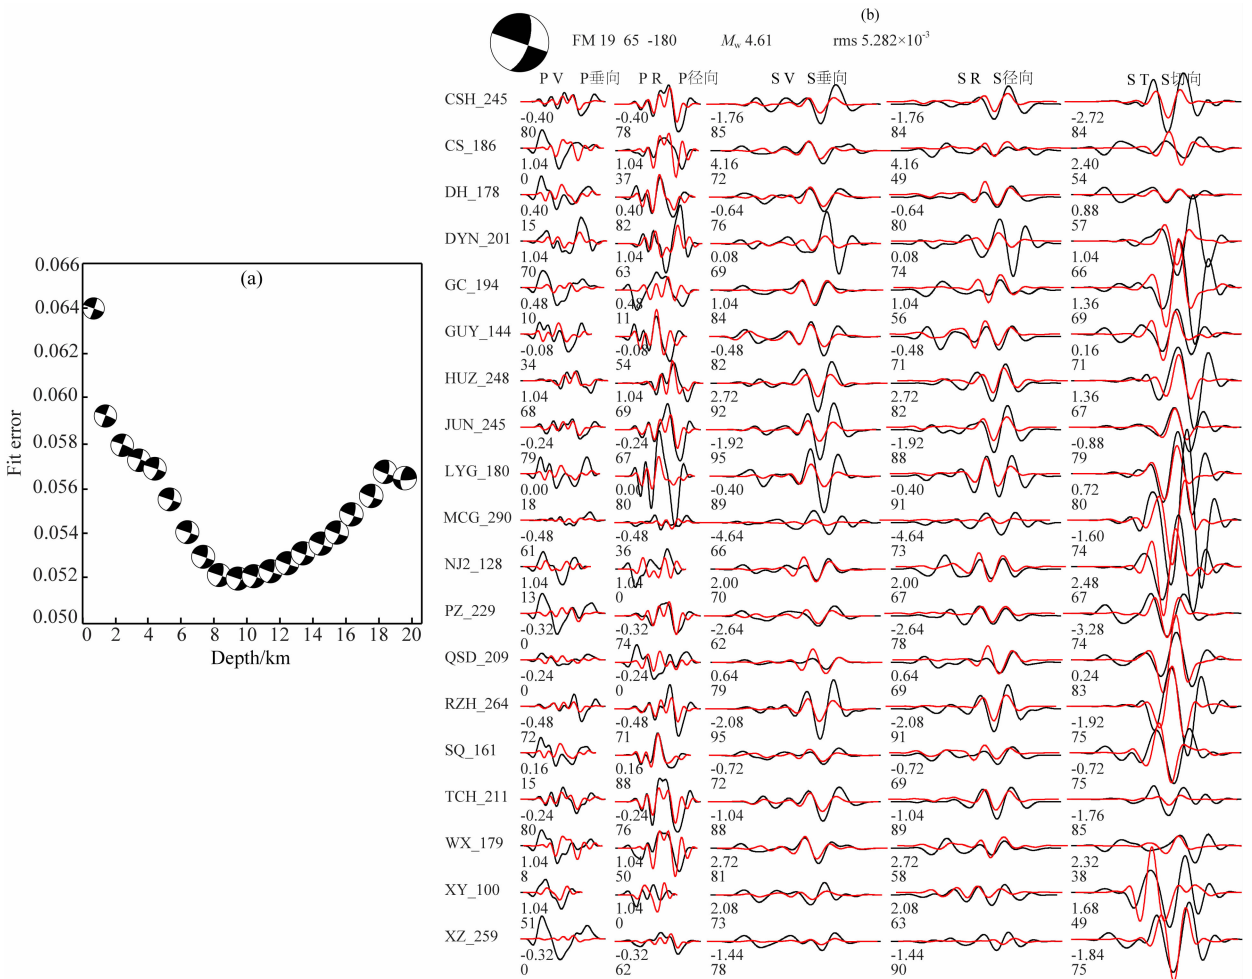 (b)
FM 19 65 -180 Mw 4.61 rms 5.282×10-3
P V P垂向 P R P径向 S V S垂向 S R S径向 S T S切向
CSH_245
-0.40 -0.40 -1.76 -1.76 -2.72
80 78 85 84 84
CS_186
1.04 1.04 4.16 4.16 2.40
0 37 72 49 54
DH_178
0.40 0.40 -0.64 -0.64 0.88
15 82 76 80 57
DYN_201
1.04 1.04 0.08 0.08 1.04
70 63 69 74 66
GC_194
0.48 0.48 1.04 1.04 1.36
10 11 84 56 69
GUY_144
-0.08 -0.08 -0.48 -0.48 0.16
34 54 82 71 71
HUZ_248
1.04 1.04 2.72 2.72 1.36
68 69 92 82 67
JUN_245
-0.24 -0.24 -1.92 -1.92 -0.88
79 67 95 88 79
LYG_180
0.00 0.00 -0.40 -0.40 0.72
18 80 89 91 80
MCG_290
-0.48 -0.48 -4.64 -4.64 -1.60
61 36 66 73 74
NJ2_128
1.04 1.04 2.00 2.00 2.48
13 0 70 67 67
PZ_229
-0.32 -0.32 -2.64 -2.64 -3.28
0 74 62 78 74
QSD_209
-0.24 -0.24 0.64 0.64 0.24
0 0 79 69 83
RZH_264
-0.48 -0.48 -2.08 -2.08 -1.92
72 71 95 91 75
SQ_161
0.16 0.16 -0.72 -0.72 -0.72
15 88 72 69 75
TCH_211
-0.24 -0.24 -1.04 -1.04 -1.76
80 76 88 89 85
WX_179
1.04 1.04 2.72 2.72 2.32
8 50 81 58 38
XY_100
1.04 1.04 2.08 2.08 1.68
51 0 73 63 49
XZ_259
-0.32 -0.32 -1.44 -1.44 -1.84
0 62 78 90 75
(a)
Fit error
0.066
0.064
0.062
0.060
0.058
0.056
0.054
0.052
0.050
0 2 4 6 8 10 12 14 16 18 20
Depth/km